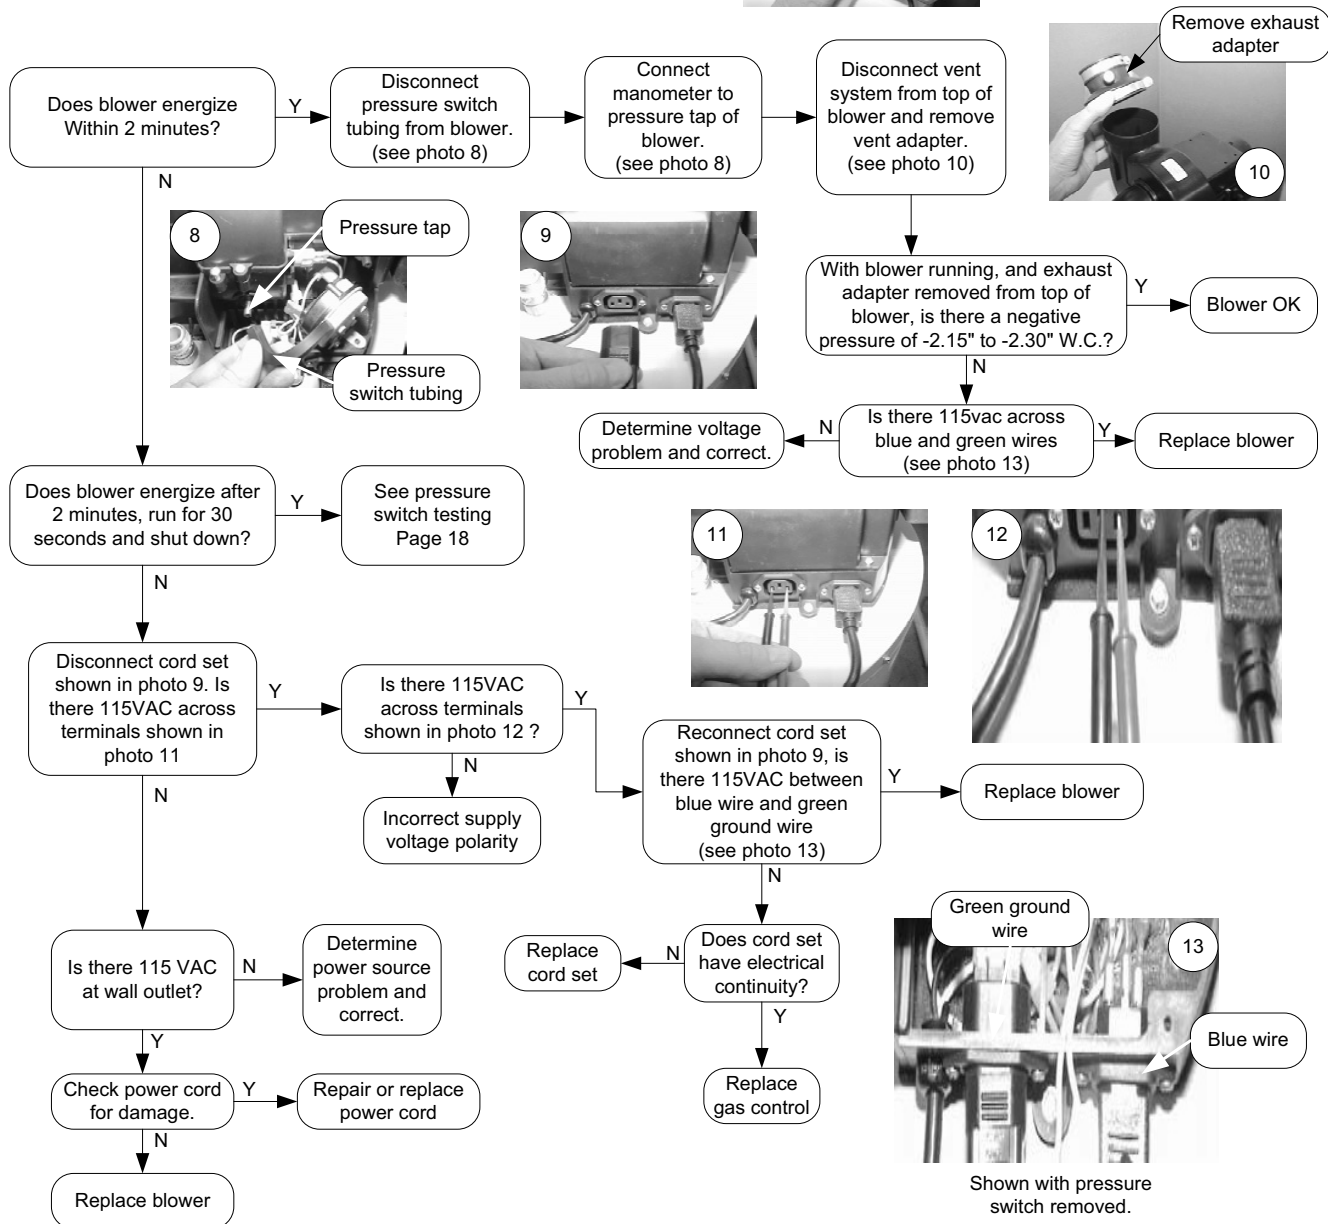 Remove exhaust
adapter
10
Does blower energize
Within 2 minutes?
Y
Disconnect
pressure switch
tubing from blower.
(see photo 8)
Connect
manometer to
pressure tap of
blower.
(see photo 8)
Disconnect vent
system from top of
blower and remove
vent adapter.
(see photo 10)
N
8
Pressure tap
Pressure
switch tubing
9
With blower running, and exhaust
adapter removed from top of
blower, is there a negative
pressure of -2.15" to -2.30" W.C.?
Y
Blower OK
N
Is there 115vac across
blue and green wires
(see photo 13)
N
Determine voltage
problem and correct.
Y
Replace blower
Does blower energize after
2 minutes, run for 30
seconds and shut down?
Y
See pressure
switch testing
Page 18
11
12
N
Disconnect cord set
shown in photo 9. Is
there 115VAC across
terminals shown in
photo 11
Y
Is there 115VAC
across terminals
shown in photo 12 ?
Y
N
Incorrect supply
voltage polarity
Reconnect cord set
shown in photo 9, is
there 115VAC between
blue wire and green
ground wire
(see photo 13)
Y
Replace blower
N
N
Does cord set
have electrical
continuity?
N
Replace
cord set
Y
Replace
gas control
Is there 115 VAC
at wall outlet?
N
Determine
power source
problem and
correct.
Y
Check power cord
for damage.
Y
Repair or replace
power cord
N
Replace blower
Green ground
wire
13
Blue wire
Shown with pressure
switch removed.